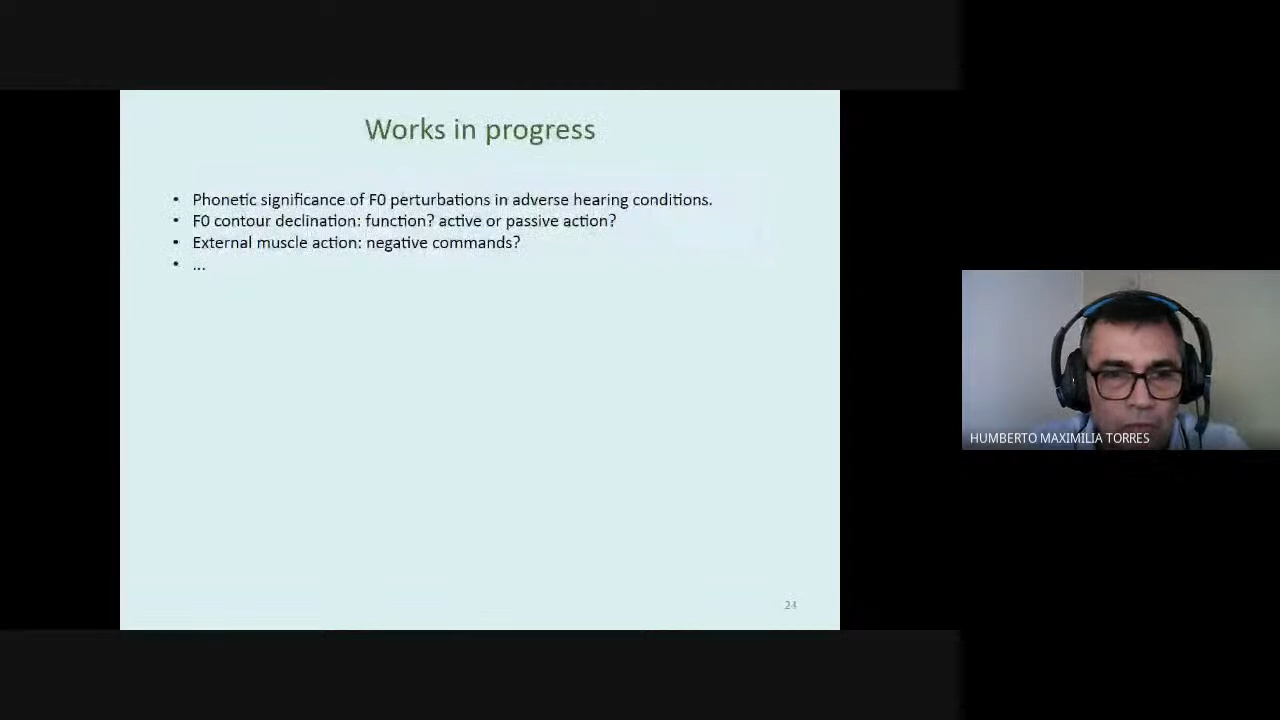 Works in progress
• Phonetic significance of F0 perturbations in adverse hearing conditions.
• F0 contour declination: function? active or passive action?
• External muscle action: negative commands?
• ...
HUMBERTO MAXIMILIA TORRES
24